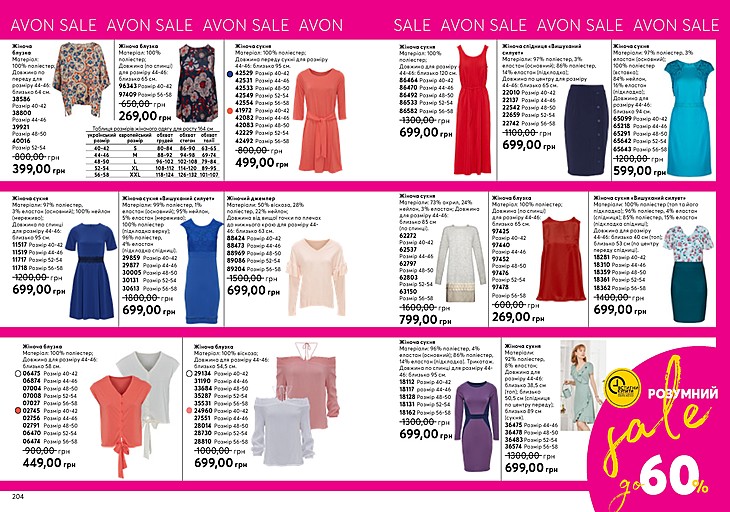 AVON SALE AVON SALE AVON SALE AVON
SALE AVON SALE AVON SALE AVON SALE
Жіноча
блузка
Матеріал:
100%
поліестер;
Довжина по
переду для
розміру 44-46:
близько 64 см.
38586 Розмір 40-42
38800 Розмір 44-46
39921 Розмір 48-50
40016 Розмір 52-54
800,00 грн
399,00 грн
Жіноча блузка
Матеріал: 100%
поліестер;
Довжина (по спинці)
для розміру 44-46:
близько 65 см.
96343 Розмір 40-42
97409 Розмір 56-58
650,00 грн
269,00 грн
Таблиця розмірів жіночого одягу для росту 164 см
український розмір європейський розмір обхват грудей обхват стегон обхват талії
40-42 S 80-84 86-90 63-65
44-46 M 88-92 94-98 69-74
48-50 L 96-102 102-108 79-84
52-54 XL 108-112 114-120 89-95
56-58 XXL 118-124 126-132 101-107
Жіноча сукня
Матеріал: 100% поліестер;
Довжина переду сукні для розміру
44-46: близько 95 см.
42529 Розмір 40-42
42531 Розмір 44-46
42533 Розмір 48-50
42549 Розмір 52-54
42554 Розмір 56-58
41972 Розмір 40-42
42082 Розмір 44-46
42083 Розмір 48-50
42229 Розмір 52-54
42492 Розмір 56-58
800,00 грн
499,00 грн
Жіноча сукня
Матеріал: 100%
поліестер;
Довжина переду сукні
для розміру 44-46:
близько 120 см.
86464 Розмір 40-42
86470 Розмір 44-46
86492 Розмір 48-50
86533 Розмір 52-54
86582 Розмір 56-58
1300,00 грн
699,00 грн
Жіноча спідниця «Вишуканий
силует»
Матеріали: 97% поліестер, 3%
еластан (основний); 86% поліестер,
14% еластан (підкладка);
Довжина по центру для розміру
44-46: близько 65 см.
22010 Розмір 40-42
22137 Розмір 44-46
22542 Розмір 48-50
22659 Розмір 52-54
22742 Розмір 56-58
1100,00 грн
699,00 грн
Жіноча сукня
Матеріали: 97% поліестер, 3%
еластан (основний); 100%
поліестер
(вставка);
84% нейлон,
16% еластан
(підкладка);
Довжина
для розміру
44-46: близько
94 см.
65099 Розмір 40-42
65218 Розмір 44-46
65245 Розмір 48-50
65643 Розмір 52-54
65665 Розмір 56-58
1200,00 грн
599,00 грн
Жіноча сукня
Матеріали: 97% поліестер,
3% еластан (основний); 100% нейлон
(мереживо);
Довжина по
спинці для
розміру 44-46:
близько 95 см.
11517 Розмір 40-42
11519 Розмір 44-46
11717 Розмір 52-54
11718 Розмір 56-58
1200,00 грн
699,00 грн
Жіноча сукня «Вишуканий силует»
Матеріали: 99% поліестер, 1%
еластан (основний); 95% нейлон,
5% еластан (мереживо);
100% поліестер
(підкладка верху);
96% поліестер,
4% еластан
(підкладка спідниці).
29859 Розмір 40-42
29877 Розмір 44-46
30005 Розмір 48-50
30131 Розмір 52-54
30613 Розмір 56-58
1800,00 грн
699,00 грн
Жіночий джемпер
Матеріали: 50% віскоза, 28%
поліестер, 22% нейлон;
Довжина від вищої точки по плечах
до нижнього краю для розміру 44-
46: близько 63 см.
88424 Розмір 40-42
88473 Розмір 44-46
88969 Розмір 48-50
89086 Розмір 52-54
89204 Розмір 56-58
1500,00 грн
699,00 грн
Жіноча сукня
Матеріали: 73% акрил, 24%
нейлон, 3% еластан; Довжина
для розміру 44-46:
близько 85 см
(по спинці).
62272 Розмір 40-42
62537 Розмір 44-46
62797 Розмір 48-50
62803 Розмір 52-54
63150 Розмір 56-58
1600,00 грн
799,00 грн
Жіноча блузка
Матеріал: 100% поліестер;
Довжина (по спинці)
для розміру 44-46:
близько 65 см.
97435 Розмір 40-42
97440 Розмір 44-46
97452 Розмір 48-50
97476 Розмір 52-54
97478 Розмір 56-58
600,00 грн
269,00 грн
Жіноча сукня «Вишуканий силует»
Матеріали: 100% поліестер (топ та його
підкладка); 96% поліестер, 4% еластан
(спідниця); 85% поліестер, 15% еластан
(підкладка спідниці).
Довжина для розміру
44-46: близько 40 см (топ);
близько 53 см (по центру
переду спідниці).
18281 Розмір 40-42
18310 Розмір 44-46
18359 Розмір 48-50
18361 Розмір 52-54
18362 Розмір 56-58
1400,00 грн
699,00 грн
Жіноча блузка
Матеріал: 100% поліестер;
Довжина для розміру 44-46:
близько 58 см.
06475 Розмір 40-42
06874 Розмір 44-46
07004 Розмір 48-50
07008 Розмір 52-54
07027 Розмір 56-58
02745 Розмір 40-42
02756 Розмір 44-46
02791 Розмір 48-50
06470 Розмір 52-54
06474 Розмір 56-58
900,00 грн
449,00 грн
Жіноча блузка
Матеріал: 100% віскоза;
Довжина для розміру 44-46:
близько 54,5 см.
29134 Розмір 40-42
31190 Розмір 44-46
33684 Розмір 48-50
35287 Розмір 52-54
35531 Розмір 56-58
24960 Розмір 40-42
27551 Розмір 44-46
28014 Розмір 48-50
28730 Розмір 52-54
28810 Розмір 56-58
1000,00 грн
699,00 грн
Жіноча сукня
Матеріали: 96% поліестер, 4%
еластан (основний); 86% поліестер,
14% еластан (підкладка). Трикотаж.
Довжина по спинці для розміру 44-46:
близько 95 см.
18112 Розмір 40-42
18117 Розмір 44-46
18128 Розмір 48-50
18131 Розмір 52-54
18162 Розмір 56-58
1300,00 грн
699,00 грн
Жіноча сукня
Матеріали:
92% поліестер,
8% еластан;
Довжина
для розміру
44-46: близько
38,5 см
(топ); близько
50,5 см
(спідниця
по центру переду);
близько 89 см
(сукня).
36475 Розмір 44-46
36478 Розмір 48-50
36483 Розмір 52-54
36574 Розмір 56-58
1300,00 грн
699,00 грн
РОЗУМНИЙ
sale
до 60%
204